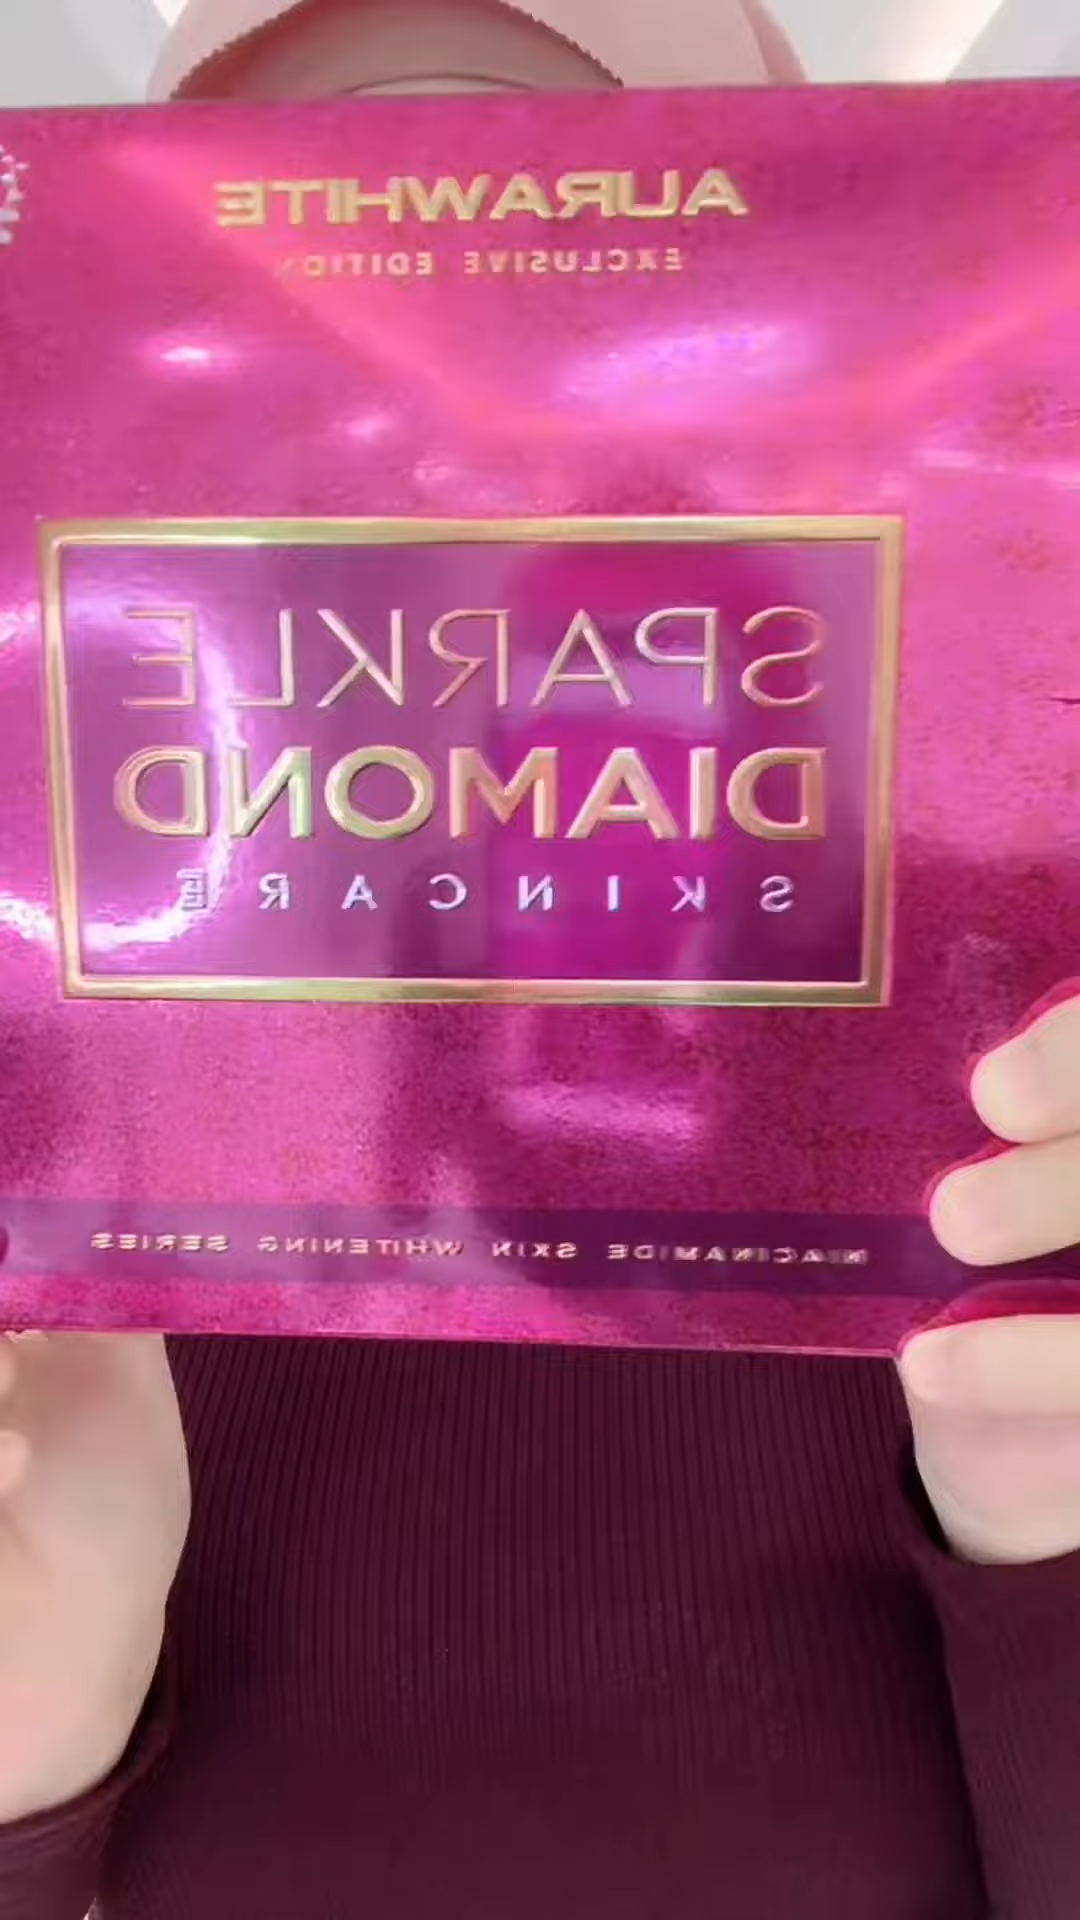 AURAWHITE
EXCLUSIVE EDITION
SPARKLE
DIAMOND
SKINCARE
NIACINAMIDE SKIN WHITENING SERIES